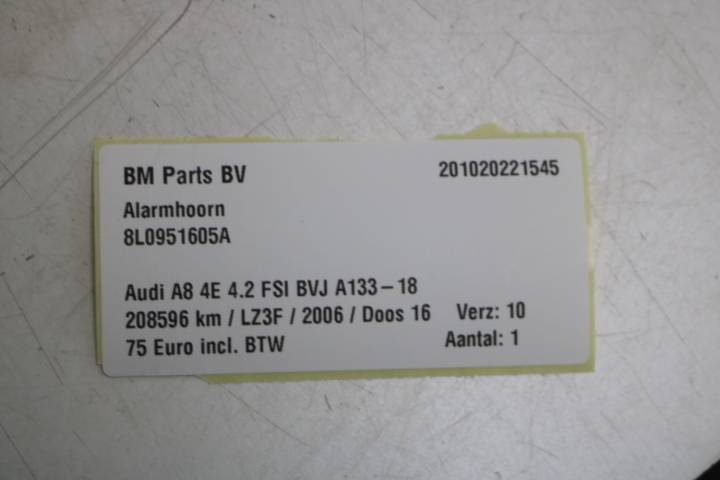 BM Parts BV 201020221545
Alarmhoorn
8L0951605A
Audi A8 4E 4.2 FSI BVJ A133-18
208596 km / LZ3F / 2006 / Doos 16 Verz: 10
75 Euro incl. BTW Aantal: 1